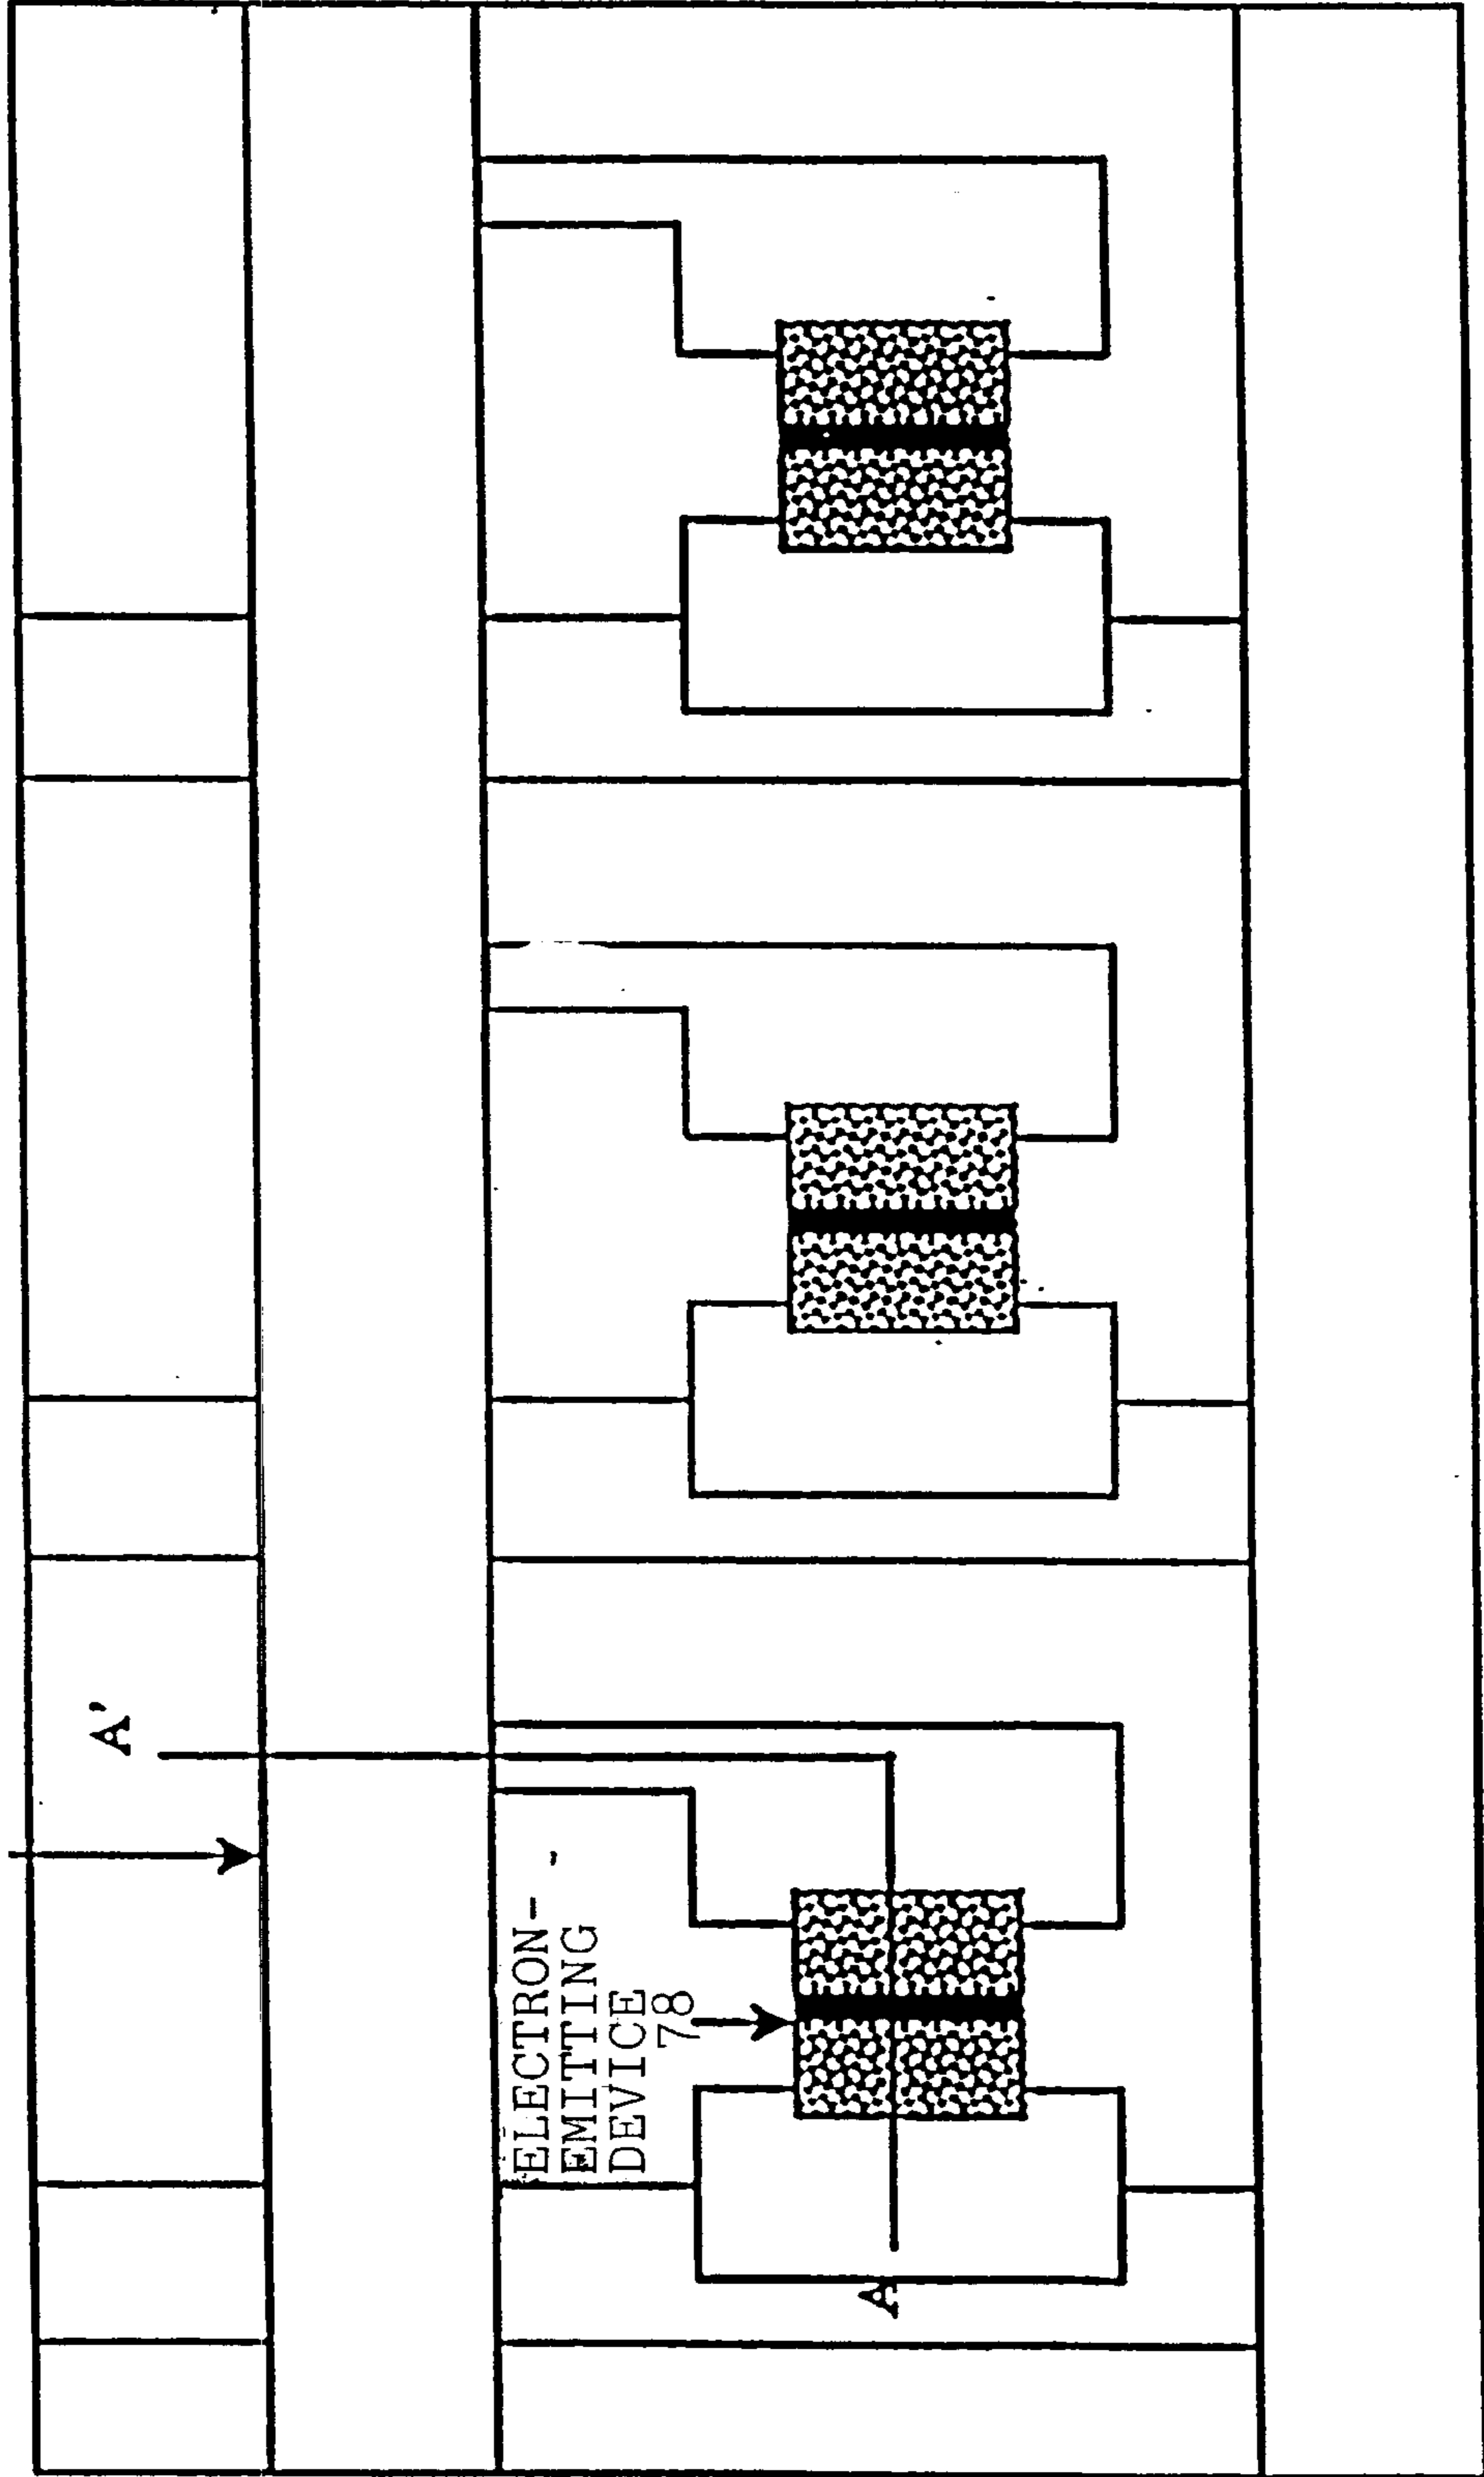 A'
ELECTRON-
EMITTING
DEVICE
78
A